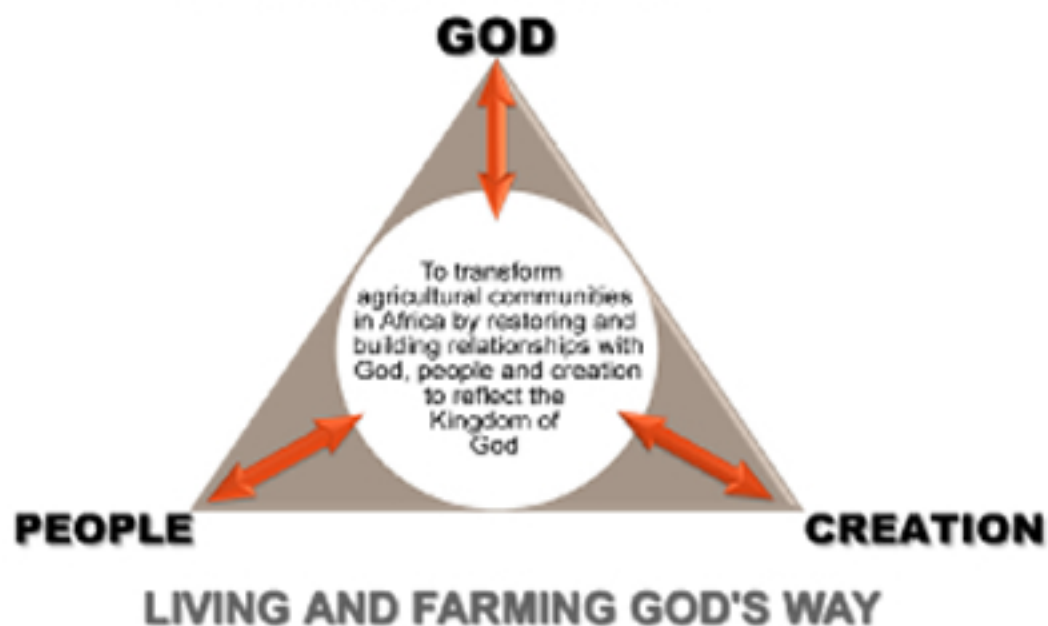 GOD
To transform
agricultural communities
in Africa by restoring and
building relationships with
God, people and creation
to reflect the
Kingdom of
God
PEOPLE
CREATION
LIVING AND FARMING GOD'S WAY